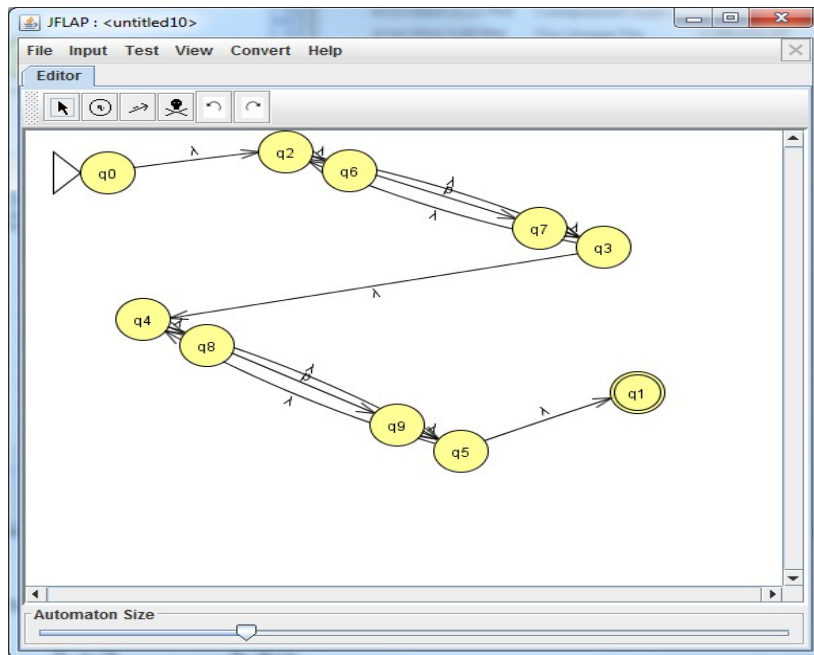 JFLAP : <untitled10>
File Input Test View Convert Help
Editor
q0
λ
q2
q6
λ
q7
q3
λ
q4
q8
λ
q9
q5
λ
q1
Automaton Size